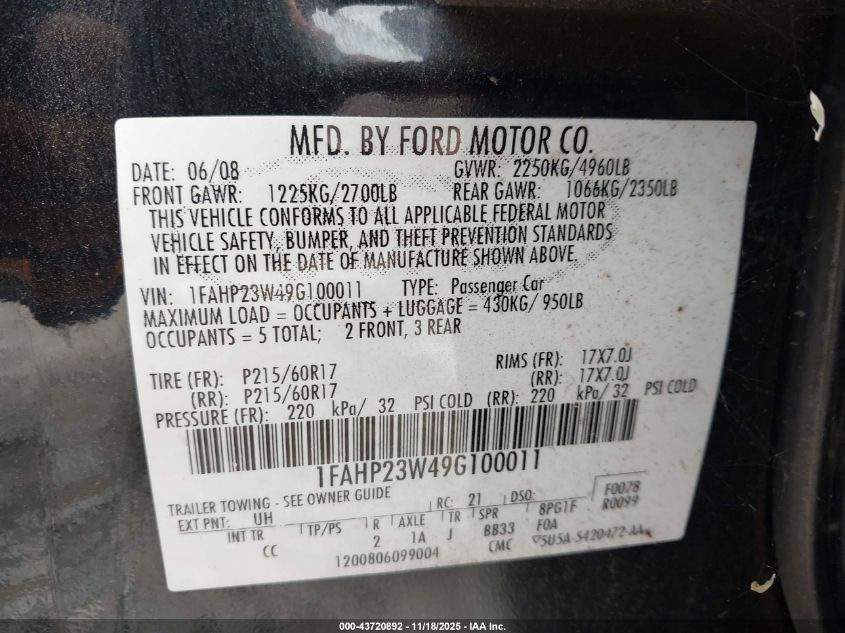 MFD. BY FORD MOTOR CO.
DATE: 06/08 GVWR: 2250KG/4960LB
FRONT GAWR: 1225KG/2700LB REAR GAWR: 1066KG/2350LB
THIS VEHICLE CONFORMS TO ALL APPLICABLE FEDERAL MOTOR
VEHICLE SAFETY, BUMPER, AND THEFT PREVENTION STANDARDS
IN EFFECT ON THE DATE OF MANUFACTURE SHOWN ABOVE.
VIN: 1FAHP23W49G100011 TYPE: Passenger Car
MAXIMUM LOAD = OCCUPANTS + LUGGAGE = 430KG/ 950LB
OCCUPANTS = 5 TOTAL; 2 FRONT, 3 REAR
TIRE (FR): P215/60R17 RIMS (FR): 17X7.0J
(RR): P215/60R17 (RR): 17X7.0J
PRESSURE (FR): 220 kPa/ 32 PSI COLD (RR): 220 kPa/ 32 PSI COLD
1FAHP23W49G100011
TRAILER TOWING - SEE OWNER GUIDE RC: 21 DSO: F0078
EXT PNT: UH R0099
INT TR TP/PS R AXLE TR SPR 8PG1F
CC 2 1A J BB33 F0A
1200806099004 CMC 5U5A-5420472-AA
000-43720892 — 11/18/2025 — IAA Inc.